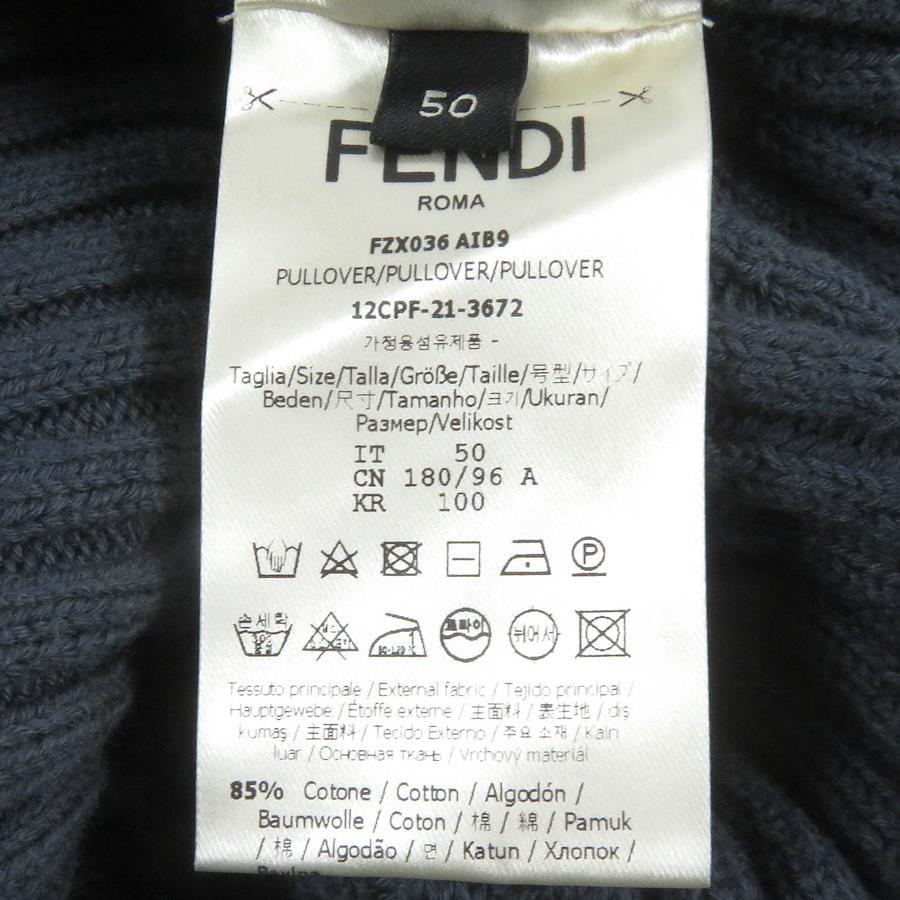 50
FENDI
ROMA
FZX036 AIB9
PULLOVER/PULLOVER/PULLOVER
12CPF-21-3672
가정용섬유제품 -
Taglia/Size/Talla/Größe/Taille/号型/サイズ/
Beden/尺寸/Tamanho/크기/Ukuran/
Размер/Velikost
IT 50
CN 180/96 A
KR 100
P
손세탁
드라이
뉘어서
Tessuto principale / External fabric / Tejido principal /
Hauptgewebe / Étoffe externe / 主面料 / 表生地 / dış
kumaş / 主面料 / Tecido Externo / 주요 소재 / Kain
luar / Основная ткань / Vrchový materiál
85% Cotone / Cotton / Algodón /
Baumwolle / Coton / 棉 / 綿 / Pamuk
/ 棉 / Algodão / 면 / Katun / Хлопок /